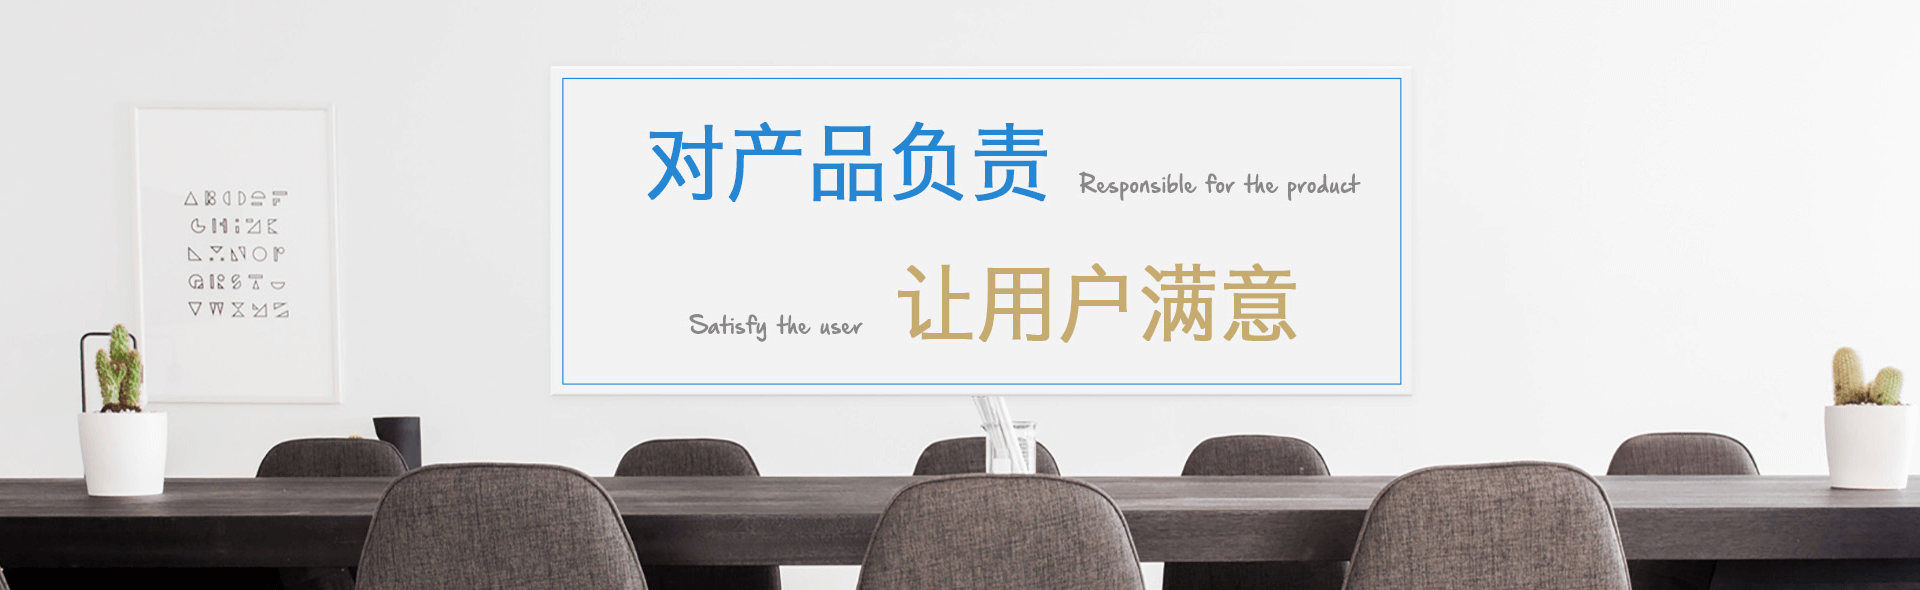 ABCDEF
GHIZK
LMNOP
QRSTU
VWXYZ
对产品负责 Responsible for the product
Satisfy the user 让用户满意